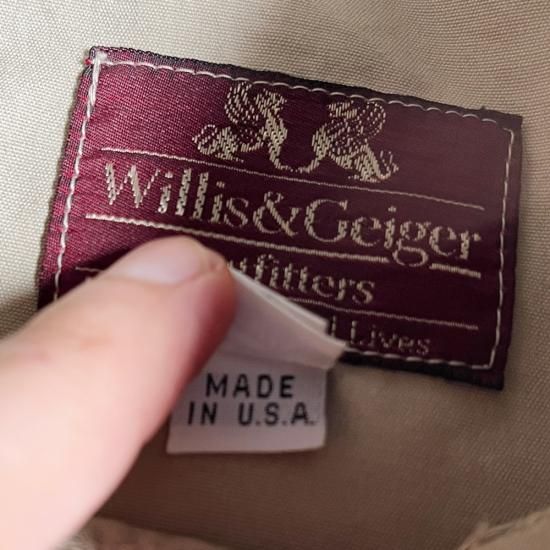 Willis&Geiger
utfitters
Lives
MADE
IN U.S.A.